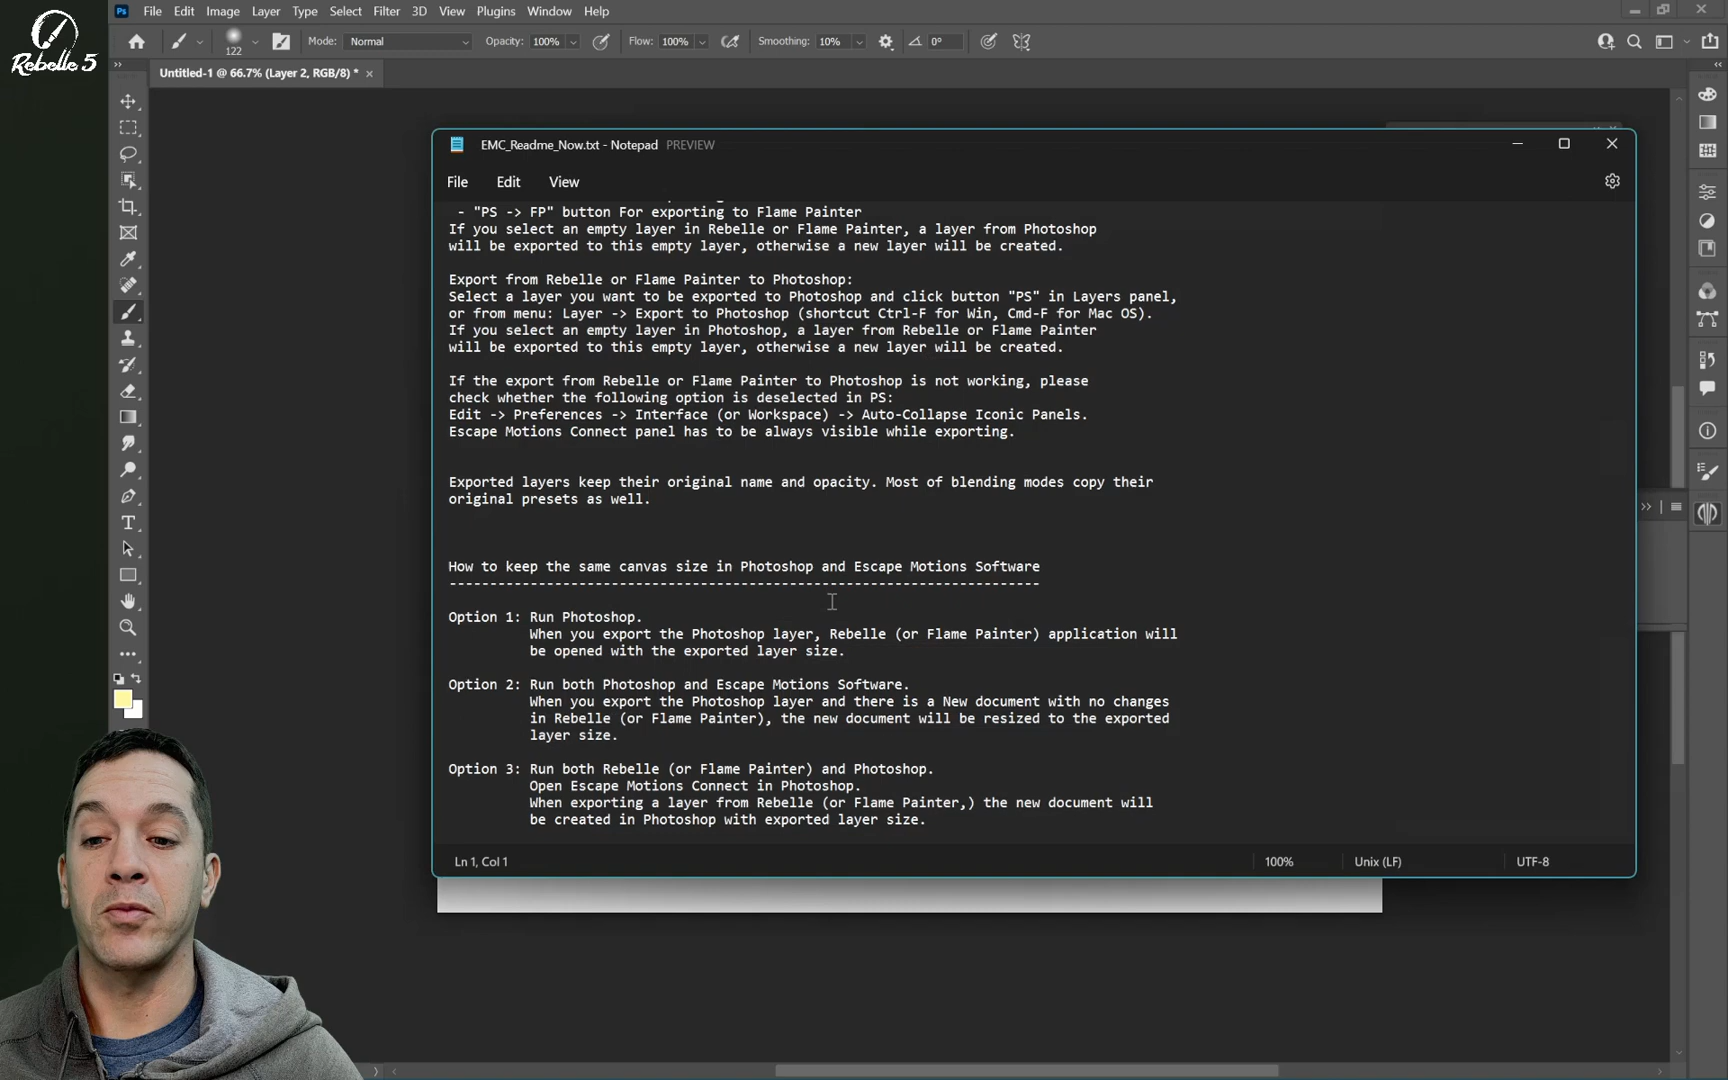 Ps File Edit Image Layer Type Select Filter 3D View Plugins Window Help
Rebelle 5
122 Mode: Normal Opacity: 100% Flow: 100% Smoothing: 10% 0°
Untitled-1 @ 66.7% (Layer 2, RGB/8) *
EMC_Readme_Now.txt - Notepad PREVIEW
File Edit View
- "PS -> FP" button For exporting to Flame Painter
If you select an empty layer in Rebelle or Flame Painter, a layer from Photoshop
will be exported to this empty layer, otherwise a new layer will be created.
Export from Rebelle or Flame Painter to Photoshop:
Select a layer you want to be exported to Photoshop and click button "PS" in Layers panel,
or from menu: Layer -> Export to Photoshop (shortcut Ctrl-F for Win, Cmd-F for Mac OS).
If you select an empty layer in Photoshop, a layer from Rebelle or Flame Painter
will be exported to this empty layer, otherwise a new layer will be created.
If the export from Rebelle or Flame Painter to Photoshop is not working, please
check whether the following option is deselected in PS:
Edit -> Preferences -> Interface (or Workspace) -> Auto-Collapse Iconic Panels.
Escape Motions Connect panel has to be always visible while exporting.
Exported layers keep their original name and opacity. Most of blending modes copy their
original presets as well.
How to keep the same canvas size in Photoshop and Escape Motions Software
-------------------------------------------------------------------------
Option 1: Run Photoshop.
When you export the Photoshop layer, Rebelle (or Flame Painter) application will
be opened with the exported layer size.
Option 2: Run both Photoshop and Escape Motions Software.
When you export the Photoshop layer and there is a New document with no changes
in Rebelle (or Flame Painter), the new document will be resized to the exported
layer size.
Option 3: Run both Rebelle (or Flame Painter) and Photoshop.
Open Escape Motions Connect in Photoshop.
When exporting a layer from Rebelle (or Flame Painter,) the new document will
be created in Photoshop with exported layer size.
Ln 1, Col 1 100% Unix (LF) UTF-8